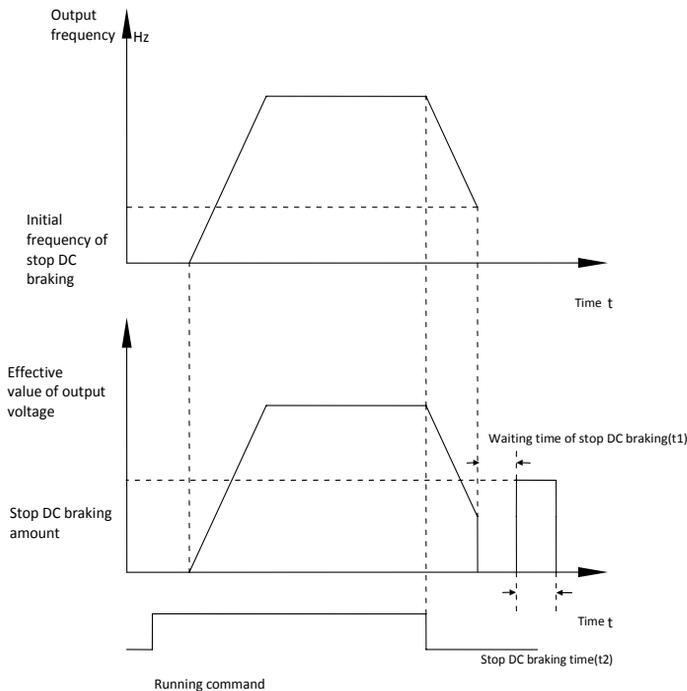 Output
frequency
Hz
Initial
frequency of
stop DC
braking
Time t
Effective
value of output
voltage
Waiting time of stop DC braking(t1)
Stop DC braking
amount
Time t
Stop DC braking time(t2)
Running command